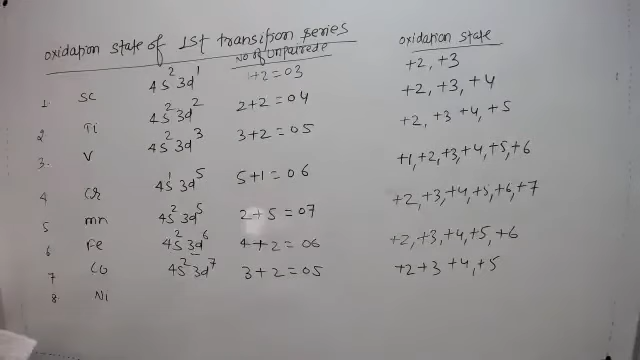 oxidation state of 1st transition series
No of unpaired e oxidation state
1. Sc 4s² 3d¹ 1+2=03 +2, +3
2 Ti 4s² 3d² 2+2=04 +2, +3, +4
3. V 4s² 3d³ 3+2=05 +2, +3 +4, +5
4 Cr 4s¹ 3d⁵ 5+1=06 +1, +2, +3, +4, +5, +6
5 mn 4s² 3d⁵ 2+5=07 +2, +3, +4, +5, +6, +7
6 Fe 4s² 3d⁶ 4+2=06 +2, +3, +4, +5, +6
7 Co 4s² 3d⁷ 3+2=05 +2+3 +4, +5
8. Ni